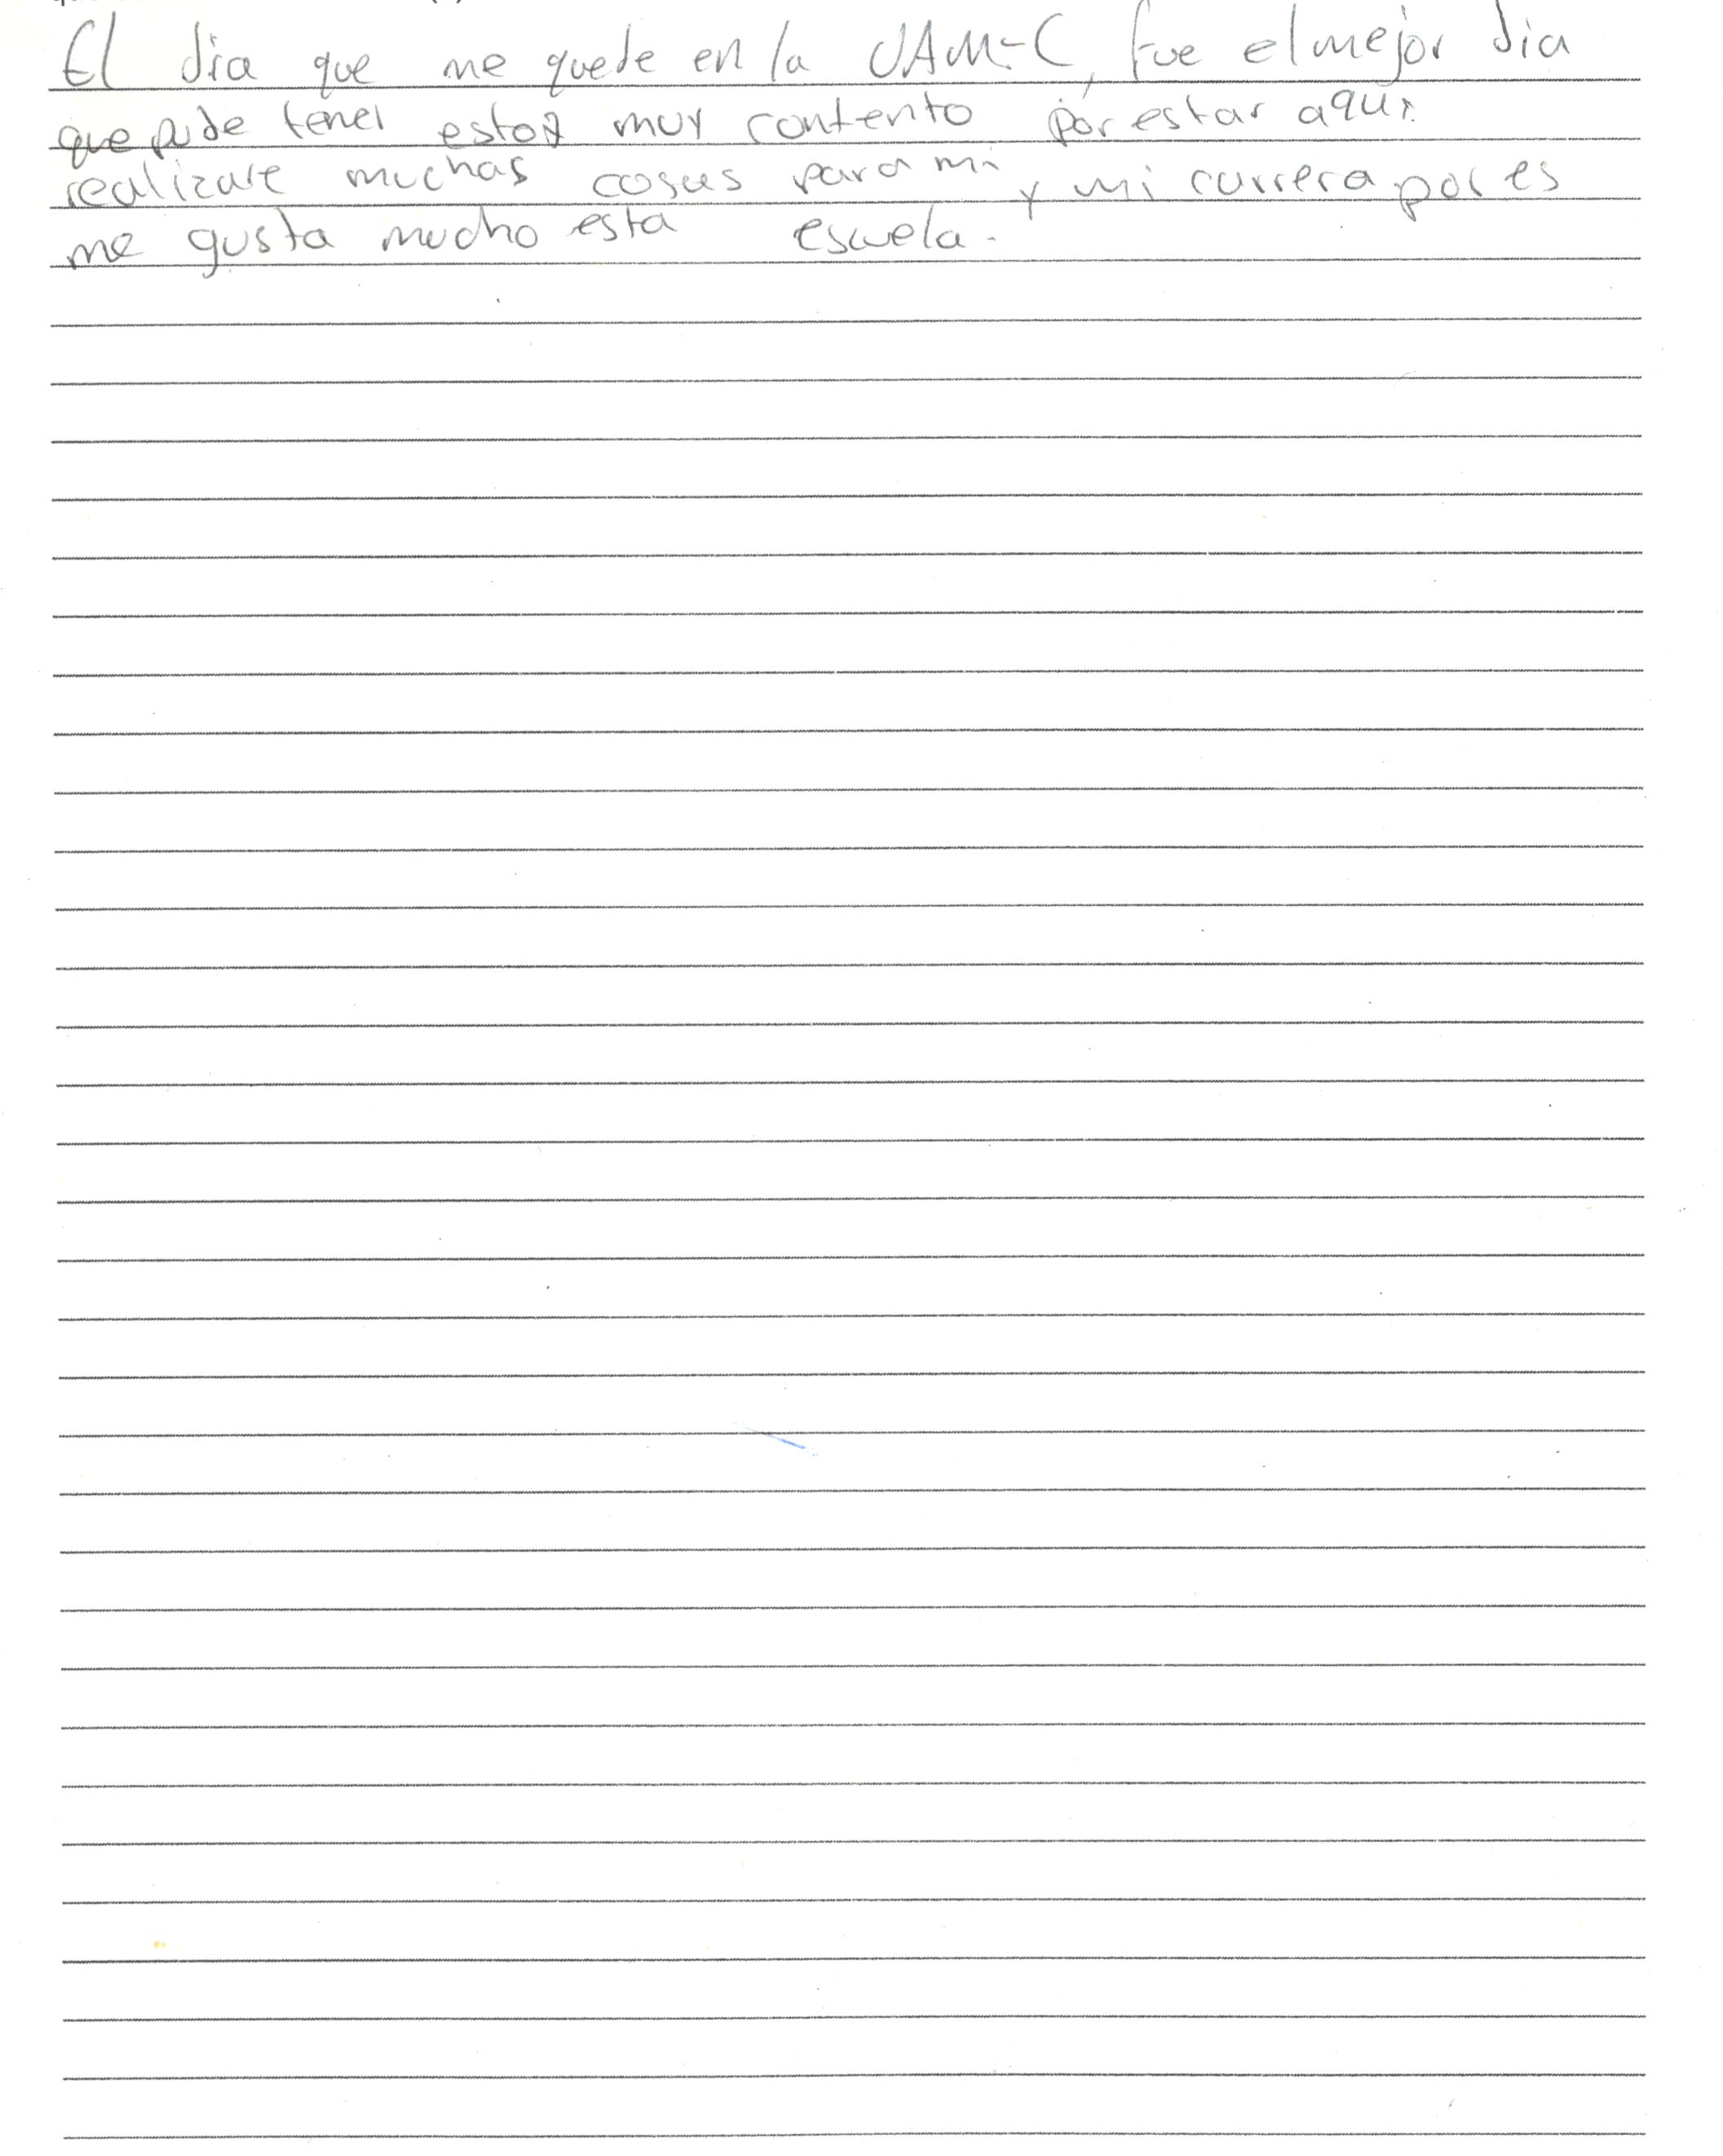 El dia que me quede en la UAM-C, fue el mejor dia
que pude tener estoy muy contento por estar aqui.
realizare muchas cosas para mi y mi carrera por es
me gusta mucho esta escuela.